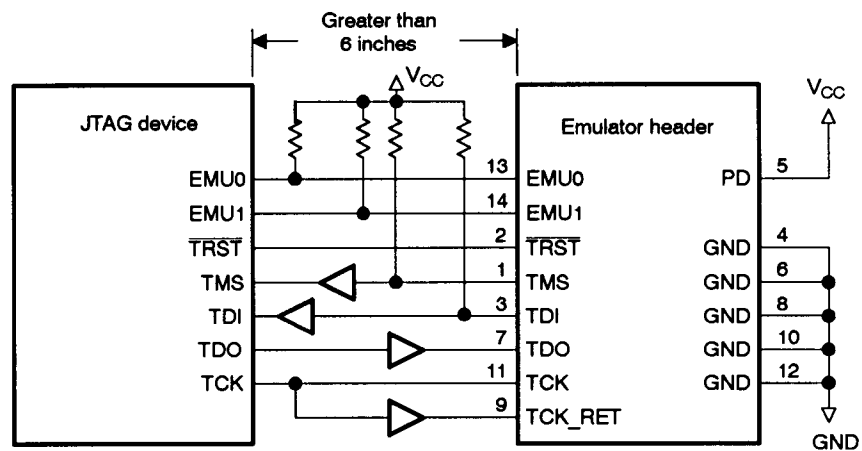 Greater than
6 inches
VCC
VCC
JTAG device
Emulator header
EMU0 13 EMU0 PD 5
EMU1 14 EMU1
TRST 2 TRST GND 4
TMS 1 TMS GND 6
TDI 3 TDI GND 8
TDO 7 TDO GND 10
TCK 11 TCK GND 12
9 TCK_RET
GND